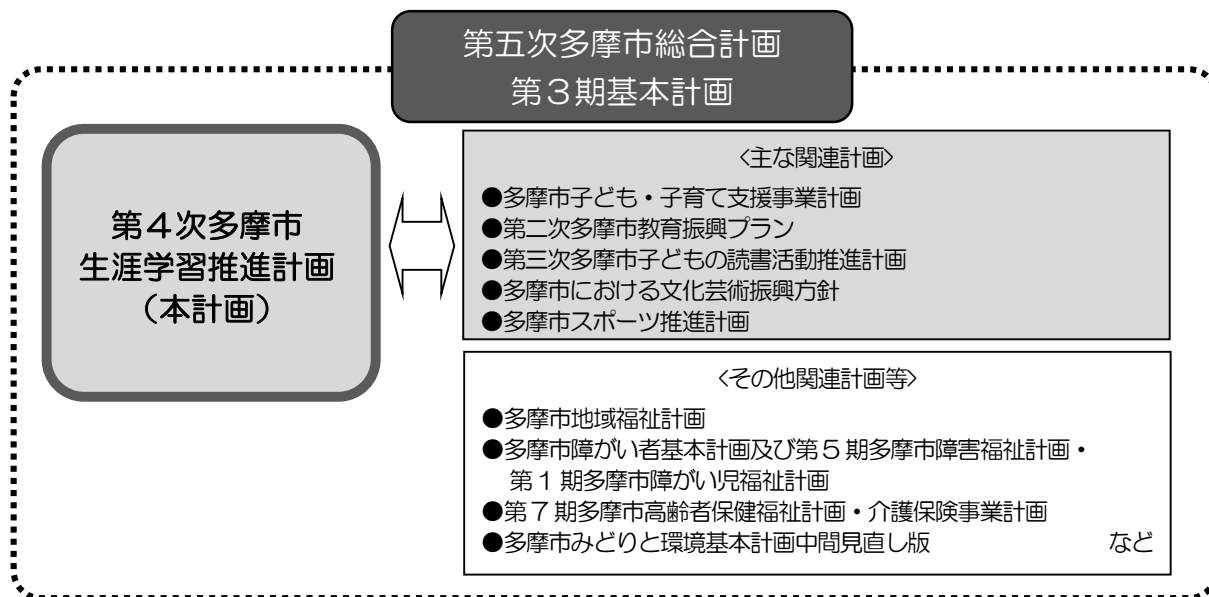 第五次多摩市総合計画
第３期基本計画
第４次多摩市
生涯学習推進計画
（本計画）
<主な関連計画>
●多摩市子ども・子育て支援事業計画
●第二次多摩市教育振興プラン
●第三次多摩市子どもの読書活動推進計画
●多摩市における文化芸術振興方針
●多摩市スポーツ推進計画
<その他関連計画等>
●多摩市地域福祉計画
●多摩市障がい者基本計画及び第５期多摩市障害福祉計画・
第１期多摩市障がい児福祉計画
●第７期多摩市高齢者保健福祉計画・介護保険事業計画
●多摩市みどりと環境基本計画中間見直し版 など